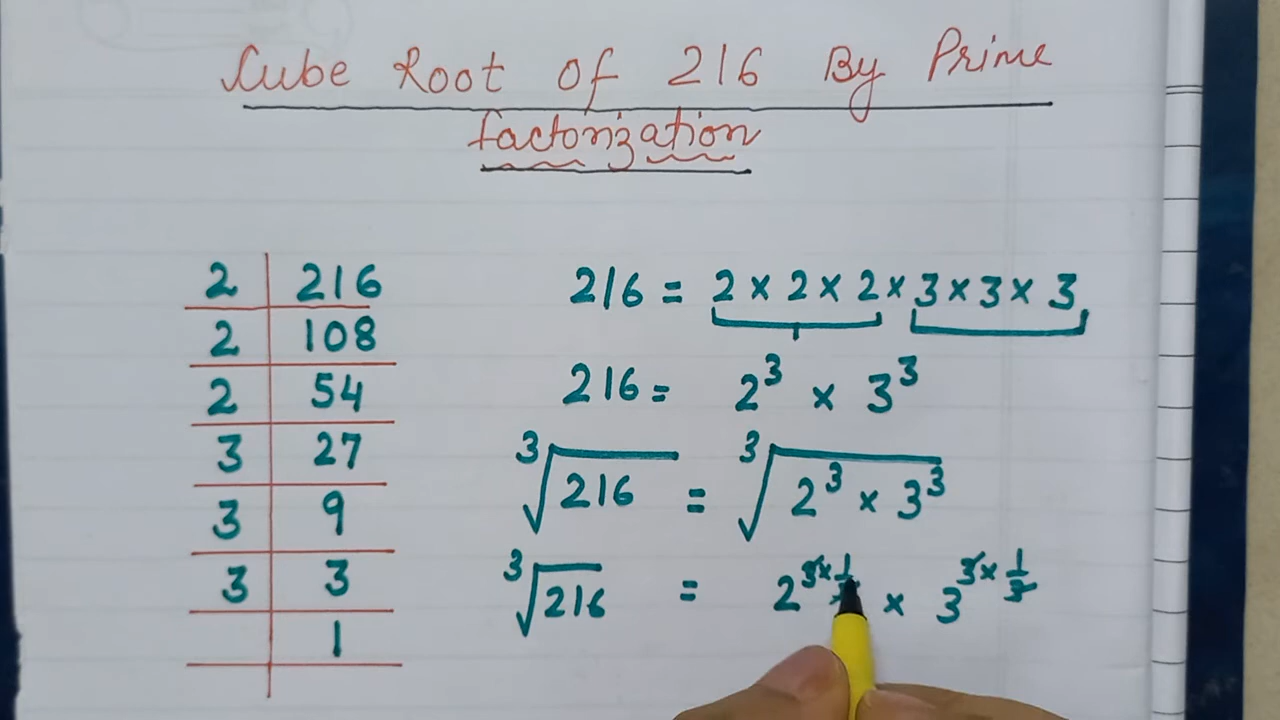 Cube Root Of 216 By Prime
factorization
2 | 216
2 | 108
2 | 54
3 | 27
3 | 9
3 | 3
1
216 = 2 × 2 × 2 × 3 × 3 × 3
216 = 2³ × 3³
∛216 = ∛(2³ × 3³)
∛216 = 2^(3 × 1/3) × 3^(3 × 1/3)